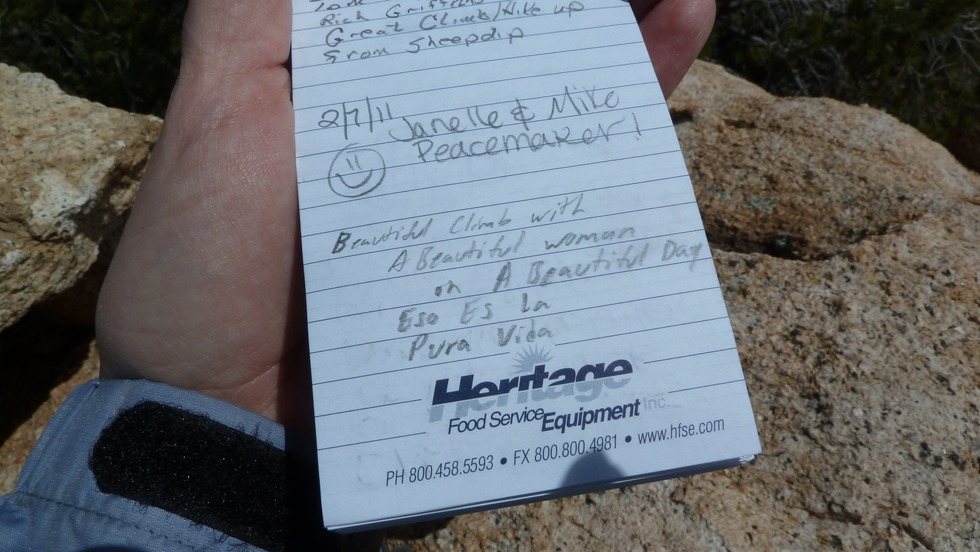 Rich Griff
Great Climb/Hike up
From Sheepdip
2/7/11 Janelle & Mike
Peacemaker!
Beautiful Climb with
A Beautiful woman
on A Beautiful Day
Eso Es La
Pura Vida
Heritage
Food Service Equipment Inc.
PH 800.458.5593 • FX 800.800.4981 • www.hfse.com